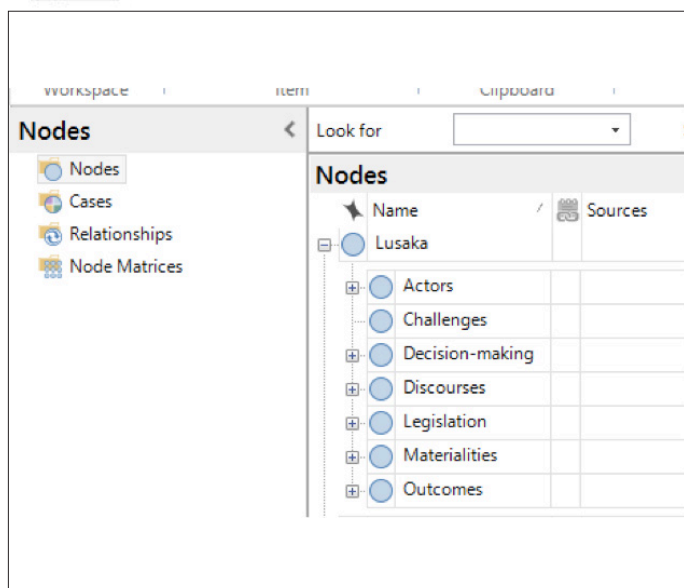 Workspace Item Clipboard
Nodes
Nodes
Cases
Relationships
Node Matrices
Look for
Nodes
Name Sources
Lusaka
Actors
Challenges
Decision-making
Discourses
Legislation
Materialities
Outcomes